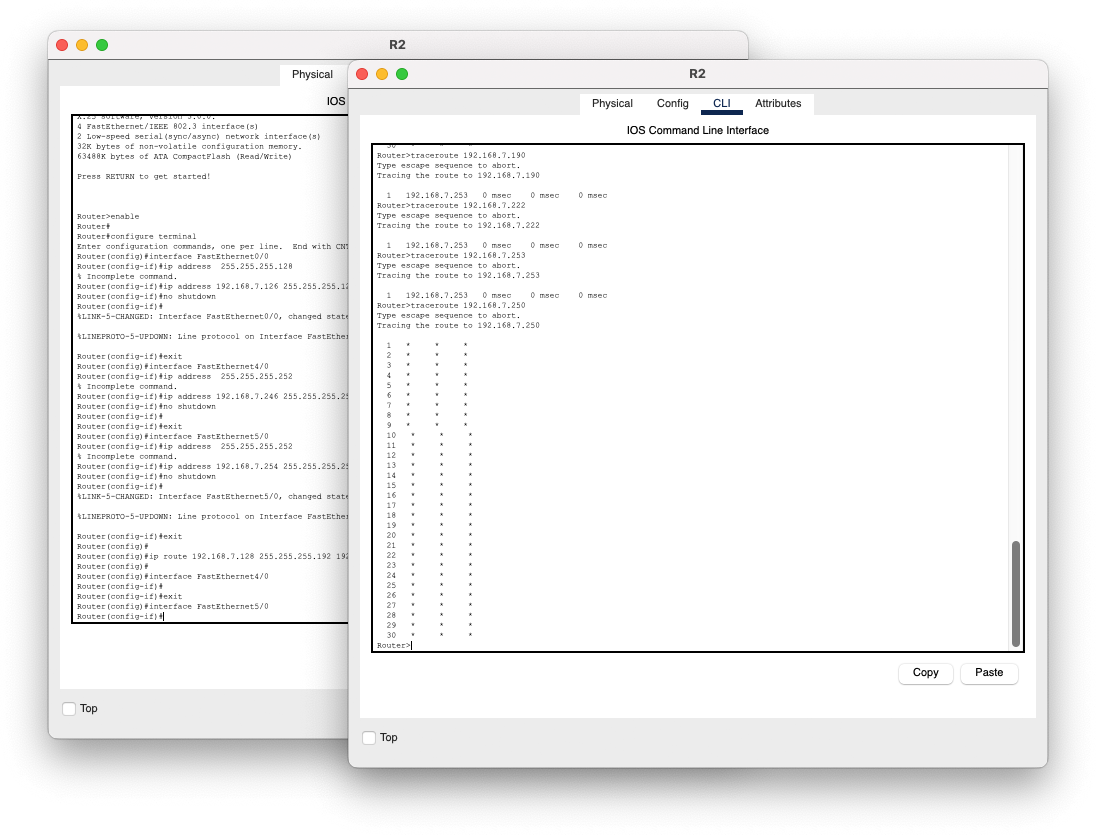 R2
Physical
IOS
X.25 software, Version 3.0.0.
4 FastEthernet/IEEE 802.3 interface(s)
2 Low-speed serial(sync/async) network interface(s)
32K bytes of non-volatile configuration memory.
63488K bytes of ATA CompactFlash (Read/Write)
Press RETURN to get started!
Router>enable
Router#
Router#configure terminal
Enter configuration commands, one per line.  End with CNT
Router(config)#interface FastEthernet0/0
Router(config-if)#ip address  255.255.255.128
% Incomplete command.
Router(config-if)#ip address 192.168.7.126 255.255.255.12
Router(config-if)#no shutdown
Router(config-if)#
%LINK-5-CHANGED: Interface FastEthernet0/0, changed state
%LINEPROTO-5-UPDOWN: Line protocol on Interface FastEther
Router(config-if)#exit
Router(config)#interface FastEthernet4/0
Router(config-if)#ip address  255.255.255.252
% Incomplete command.
Router(config-if)#ip address 192.168.7.246 255.255.255.25
Router(config-if)#no shutdown
Router(config-if)#
Router(config-if)#exit
Router(config)#interface FastEthernet5/0
Router(config-if)#ip address  255.255.255.252
% Incomplete command.
Router(config-if)#ip address 192.168.7.254 255.255.255.25
Router(config-if)#no shutdown
Router(config-if)#
%LINK-5-CHANGED: Interface FastEthernet5/0, changed state
%LINEPROTO-5-UPDOWN: Line protocol on Interface FastEther
Router(config-if)#exit
Router(config)#
Router(config)#ip route 192.168.7.128 255.255.255.192 192
Router(config)#
Router(config)#interface FastEthernet4/0
Router(config-if)#
Router(config-if)#exit
Router(config)#interface FastEthernet5/0
Router(config-if)#
Top
R2
Physical Config CLI Attributes
IOS Command Line Interface
30 * * *
Router>traceroute 192.168.7.190
Type escape sequence to abort.
Tracing the route to 192.168.7.190
1 192.168.7.253 0 msec 0 msec 0 msec
Router>traceroute 192.168.7.222
Type escape sequence to abort.
Tracing the route to 192.168.7.222
1 192.168.7.253 0 msec 0 msec 0 msec
Router>traceroute 192.168.7.253
Type escape sequence to abort.
Tracing the route to 192.168.7.253
1 192.168.7.253 0 msec 0 msec 0 msec
Router>traceroute 192.168.7.250
Type escape sequence to abort.
Tracing the route to 192.168.7.250
1 * * *
2 * * *
3 * * *
4 * * *
5 * * *
6 * * *
7 * * *
8 * * *
9 * * *
10 * * *
11 * * *
12 * * *
13 * * *
14 * * *
15 * * *
16 * * *
17 * * *
18 * * *
19 * * *
20 * * *
21 * * *
22 * * *
23 * * *
24 * * *
25 * * *
26 * * *
27 * * *
28 * * *
29 * * *
30 * * *
Router>
Copy Paste
Top